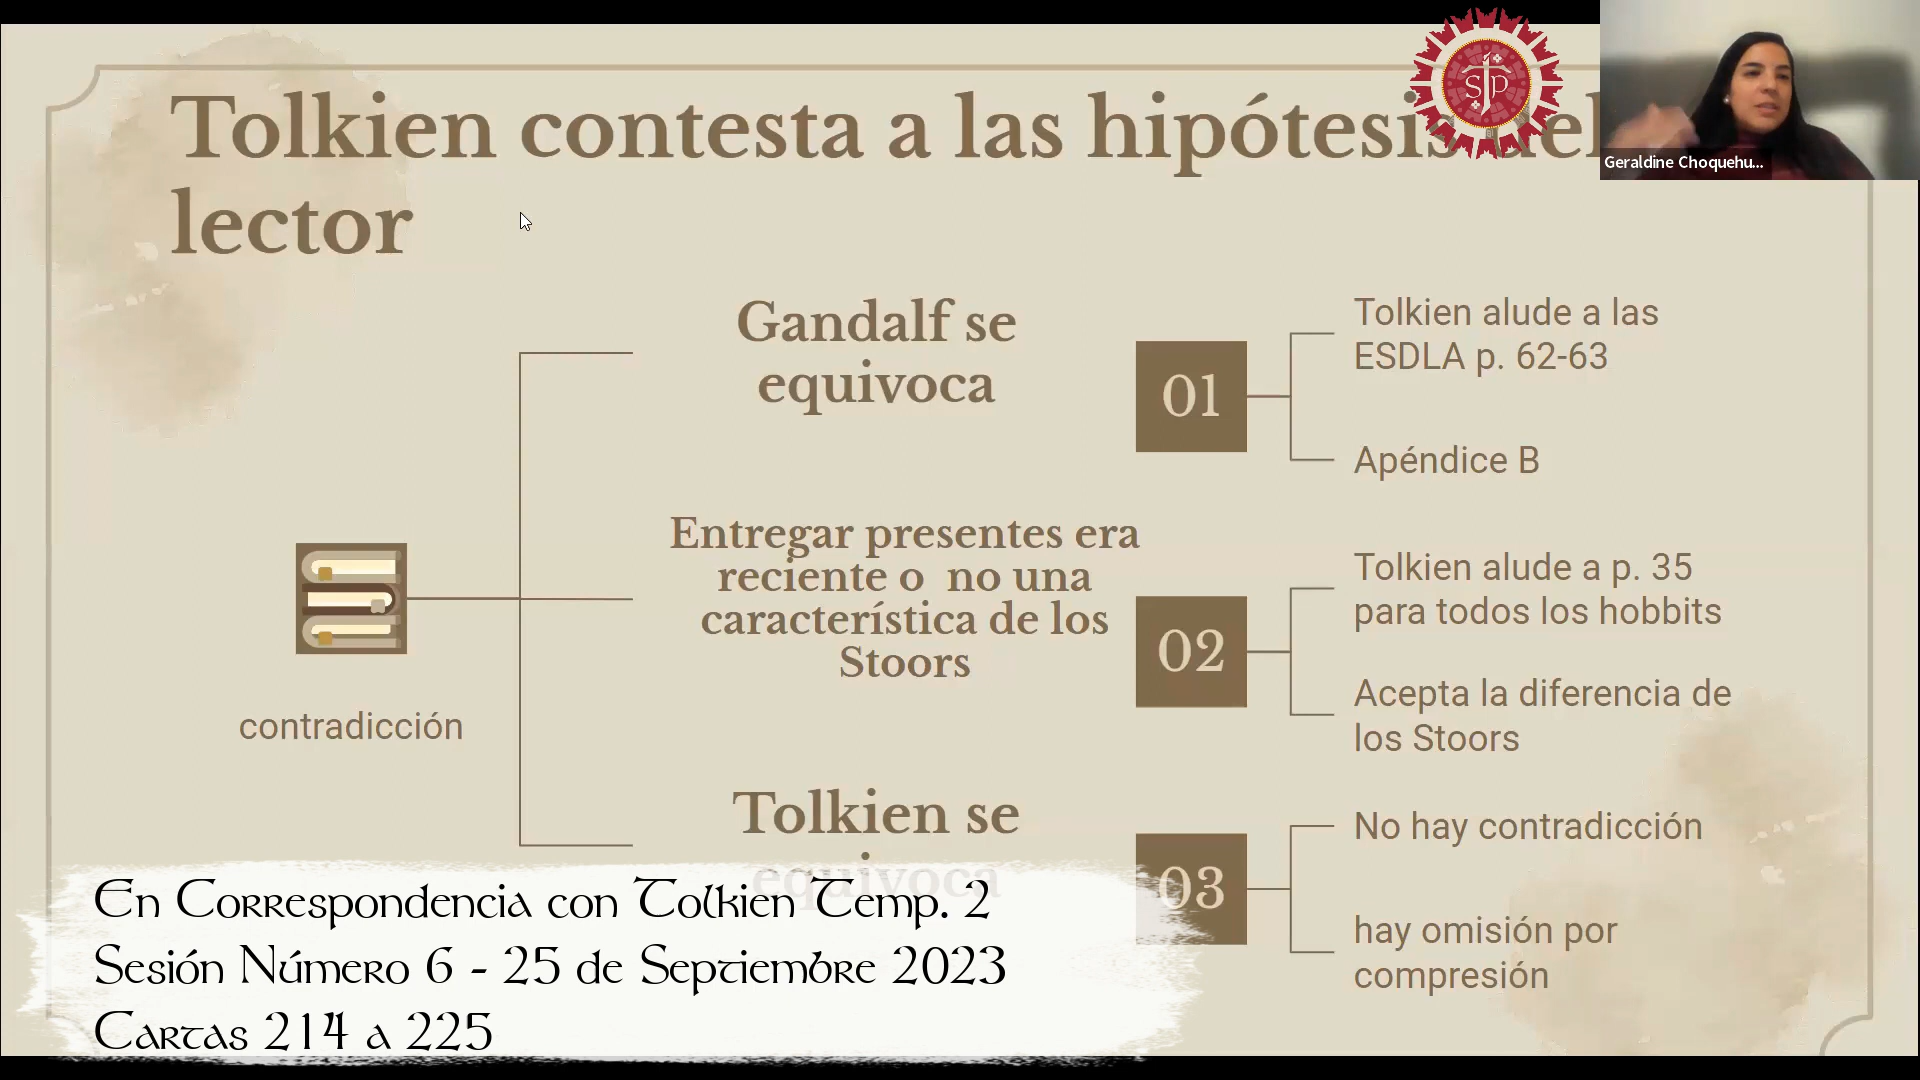 Tolkien contesta a las hipótesis del
lector
STP
Geraldine Choquehu...
Gandalf se
equivoca
01
Tolkien alude a las
ESDLA p. 62-63
Apéndice B
Entregar presentes era
reciente o no una
característica de los
Stoors
02
Tolkien alude a p. 35
para todos los hobbits
Acepta la diferencia de
los Stoors
contradicción
Tolkien se
equivoca
03
No hay contradicción
hay omisión por
compresión
En Correspondencia con Tolkien Temp. 2
Sesión Número 6 - 25 de Septiembre 2023
Cartas 214 a 225